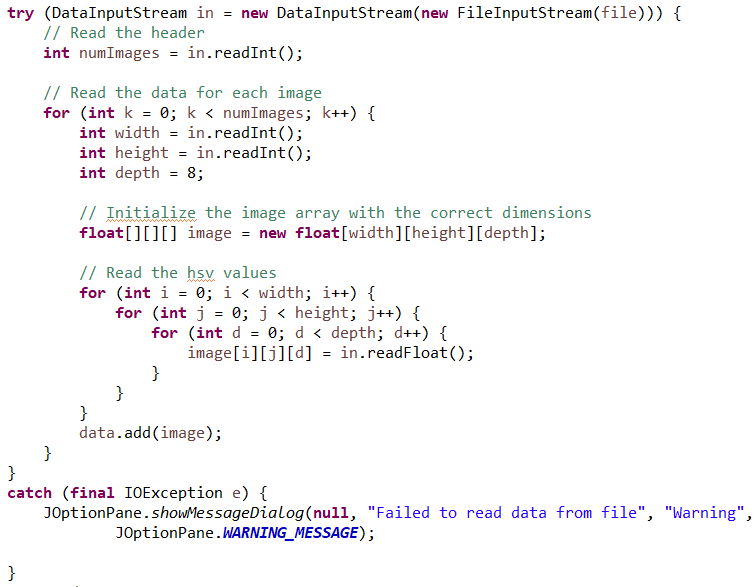 try (DataInputStream in = new DataInputStream(new FileInputStream(file))) {
    // Read the header
    int numImages = in.readInt();

    // Read the data for each image
    for (int k = 0; k < numImages; k++) {
        int width = in.readInt();
        int height = in.readInt();
        int depth = 8;

        // Initialize the image array with the correct dimensions
        float[][][] image = new float[width][height][depth];

        // Read the hsv values
        for (int i = 0; i < width; i++) {
            for (int j = 0; j < height; j++) {
                for (int d = 0; d < depth; d++) {
                    image[i][j][d] = in.readFloat();
                }
            }
        }
        data.add(image);
    }
}
catch (final IOException e) {
    JOptionPane.showMessageDialog(null, "Failed to read data from file", "Warning",
            JOptionPane.WARNING_MESSAGE);

}